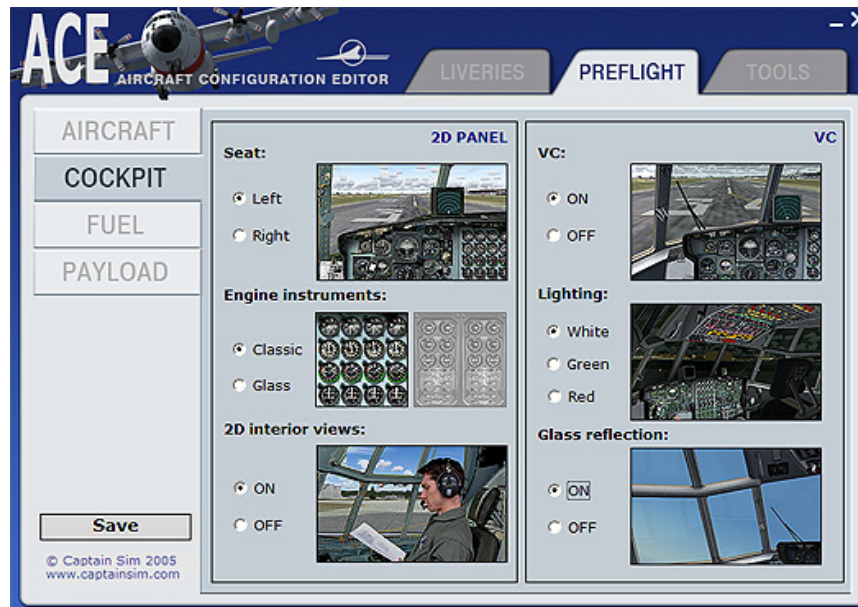 ACE
AIRCRAFT CONFIGURATION EDITOR
LIVERIES
PREFLIGHT
TOOLS
AIRCRAFT
COCKPIT
FUEL
PAYLOAD
Save
© Captain Sim 2005
www.captainsim.com
2D PANEL
Seat:
Left
Right
Engine instruments:
Classic
Glass
2D interior views:
ON
OFF
VC
VC:
ON
OFF
Lighting:
White
Green
Red
Glass reflection:
ON
OFF